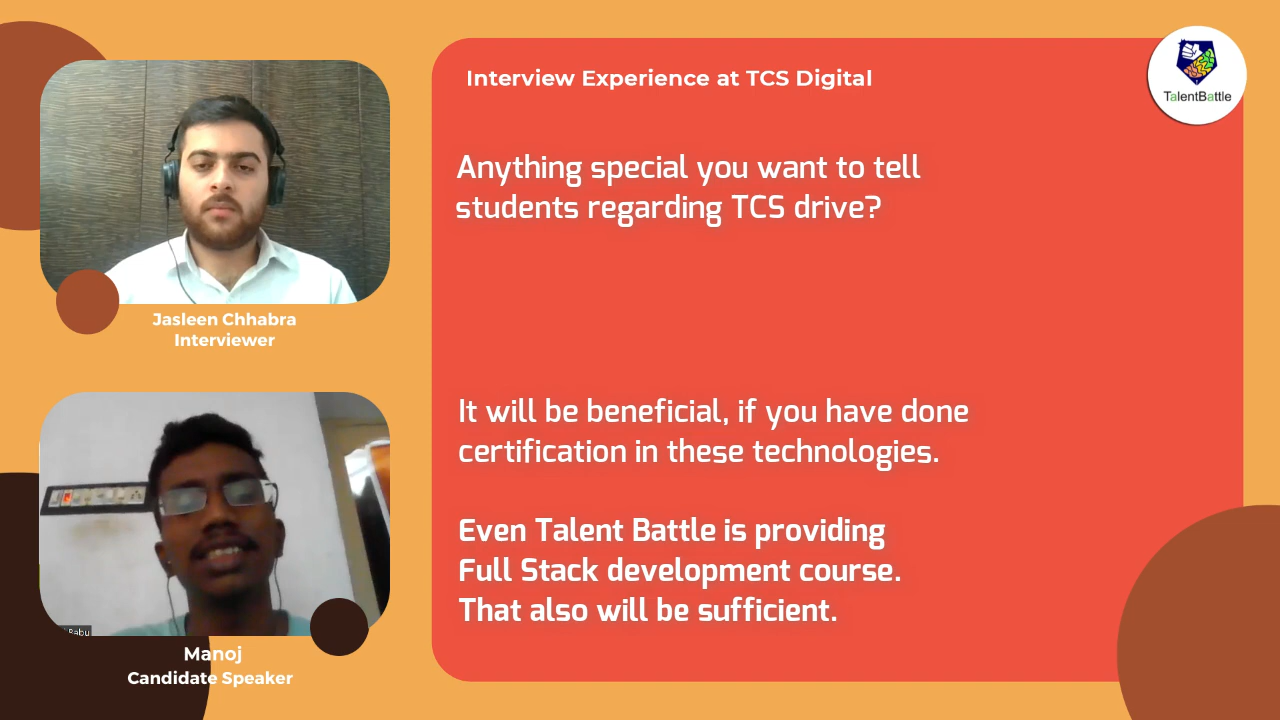 Interview Experience at TCS Digital
TalentBattle
Anything special you want to tell
students regarding TCS drive?
Jasleen Chhabra
Interviewer
It will be beneficial, if you have done
certification in these technologies.
Even Talent Battle is providing
Full Stack development course.
That also will be sufficient.
Babu
Manoj
Candidate Speaker